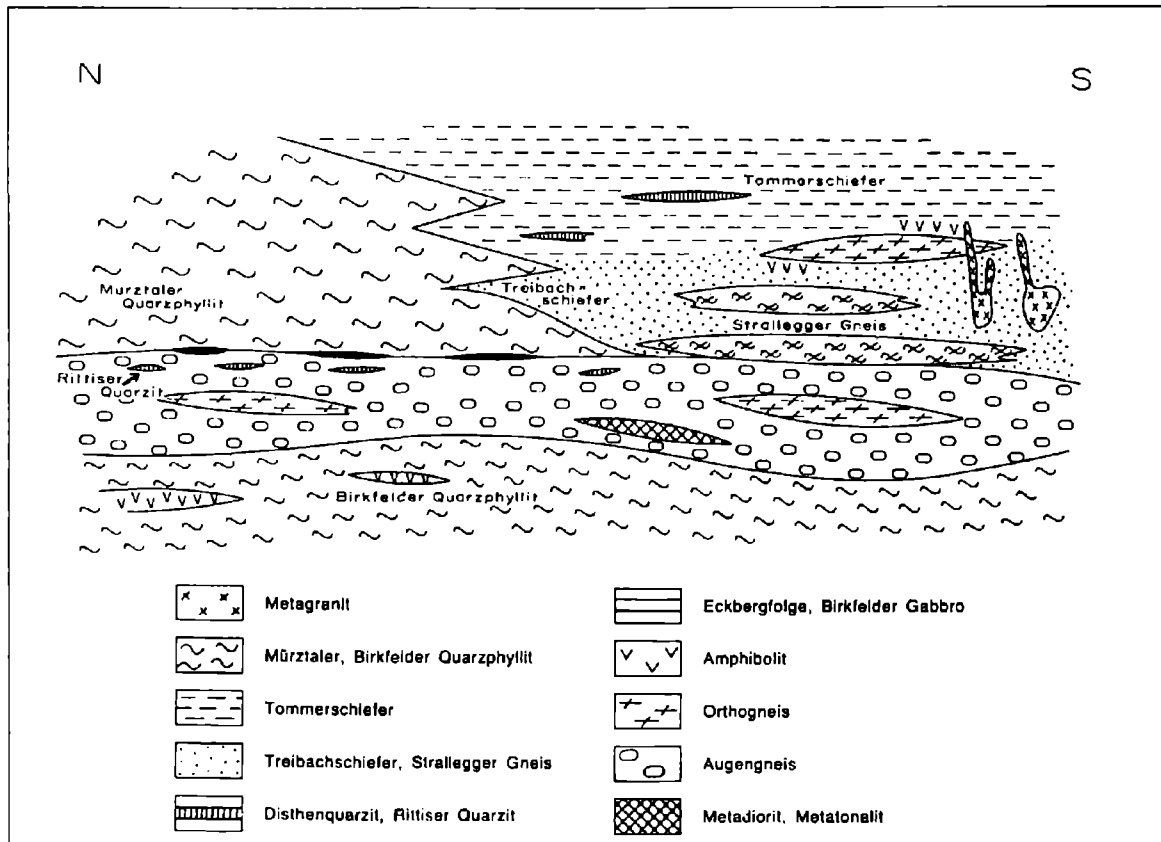 N
S
Tommerschiefer
Treibach-
schiefer
Mürztaler
Quarzphyllit
Strallegger Gneis
Rittiser
Quarzit
Birkfelder Quarzphyllit
Metagranit
Mürztaler, Birkfelder Quarzphyllit
Tommerschiefer
Treibachschiefer, Strallegger Gneis
Disthenquarzit, Rittiser Quarzit
Eckbergfolge, Birkfelder Gabbro
Amphibolit
Orthogneis
Augengneis
Metadiorit, Metatonalit